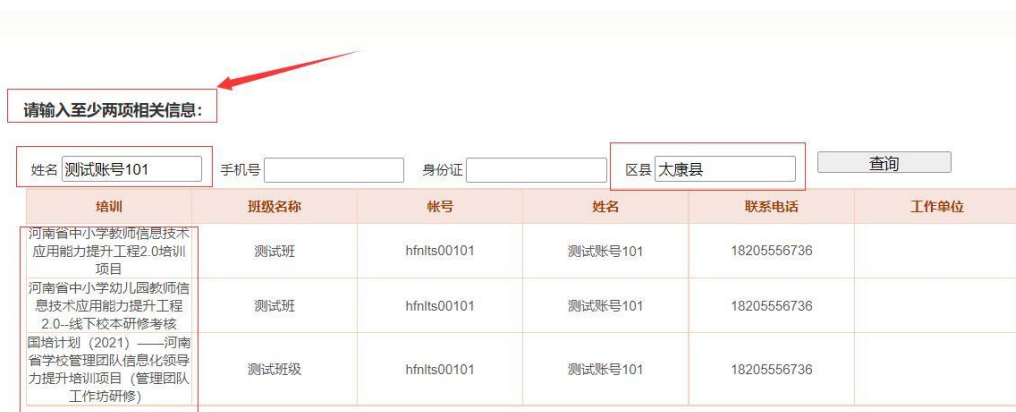 请输入至少两项相关信息：
姓名 测试账号101 手机号 身份证 区县 太康县 查询
培训 班级名称 帐号 姓名 联系电话 工作单位
河南省中小学教师信息技术
应用能力提升工程2.0培训
项目
测试班 hfnlts00101 测试账号101 18205556736
河南省中小学幼儿园教师信
息技术应用能力提升工程
2.0--线下校本研修考核
测试班 hfnlts00101 测试账号101 18205556736
国培计划（2021）——河南
省学校管理团队信息化领导
力提升培训项目（管理团队
工作坊研修）
测试班级 hfnlts00101 测试账号101 18205556736